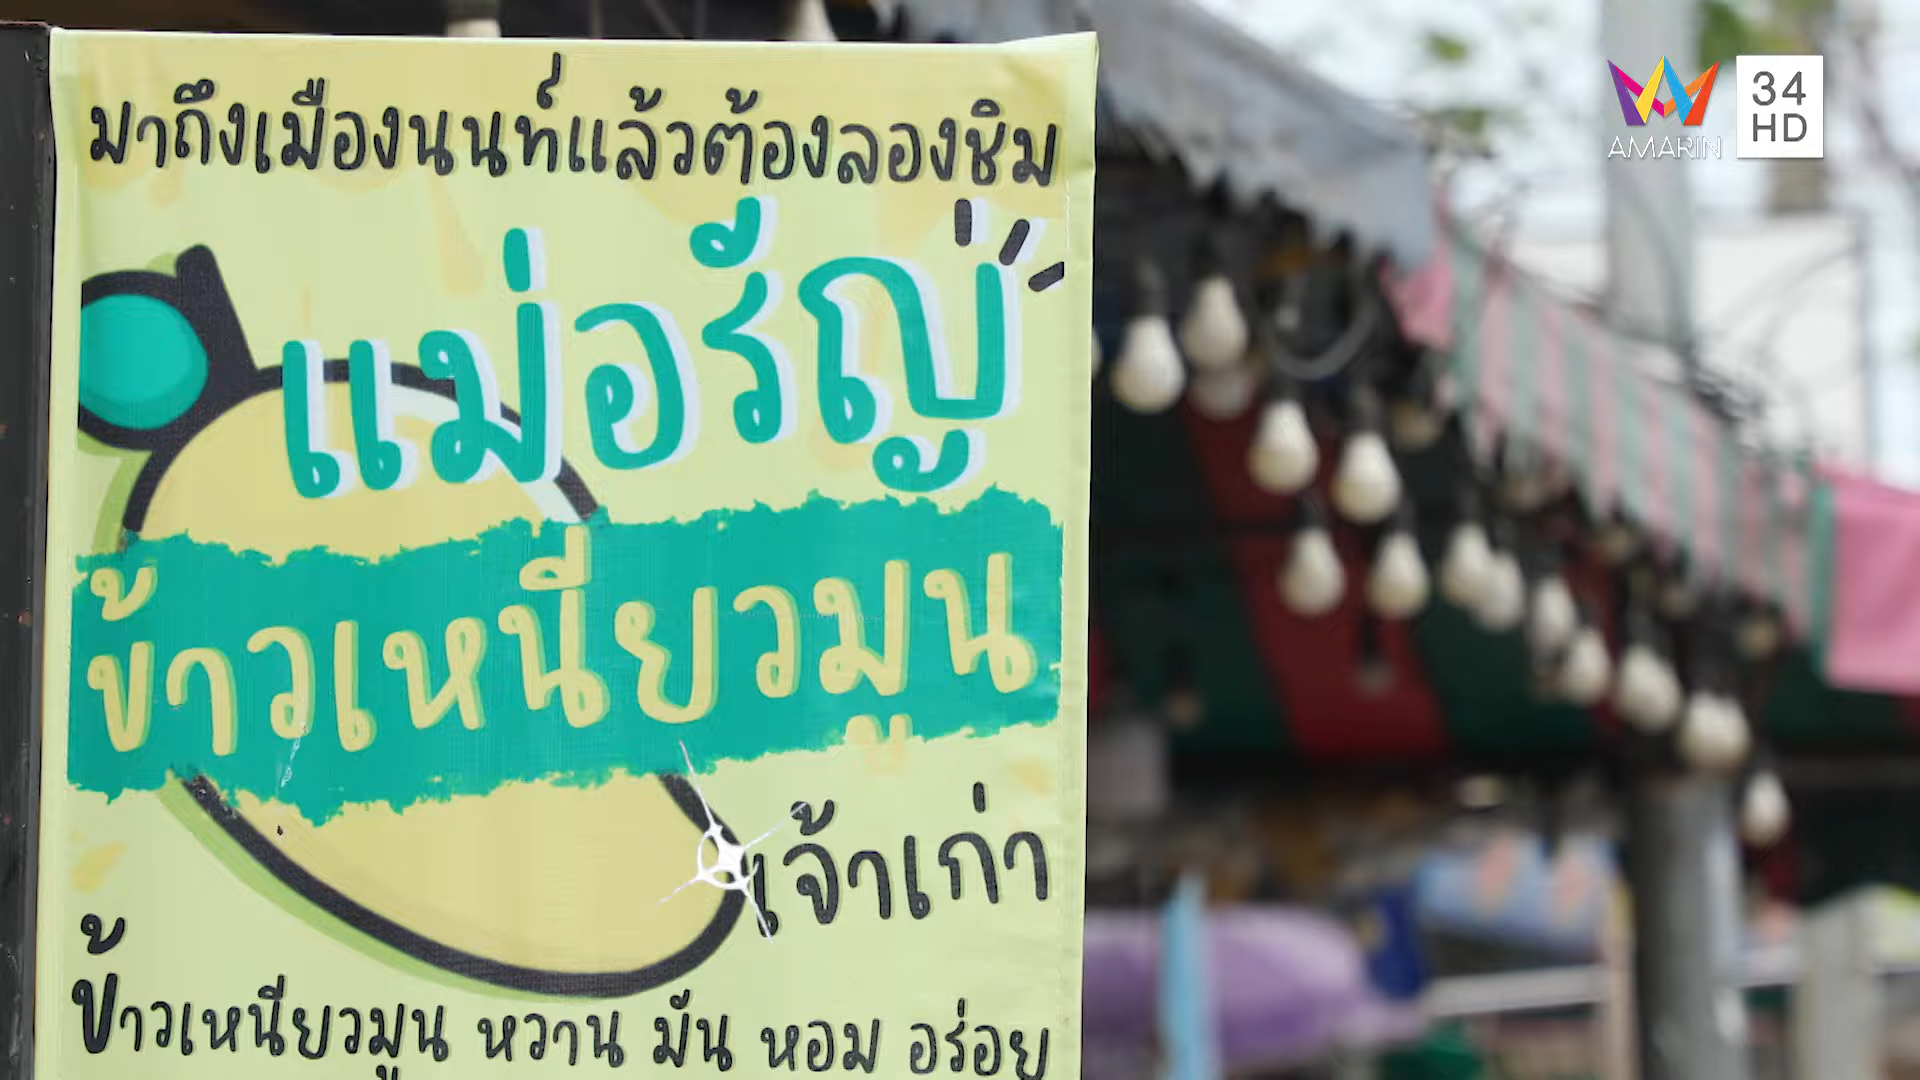 มาถึงเมืองนนท์แล้วต้องลองชิม
แม่อรัญู่
ข้าวเหนียวมูน
เจ้าเก่า
ข้าวเหนียวมูน หวาน มัน หอม อร่อย
AMARIN
34
HD